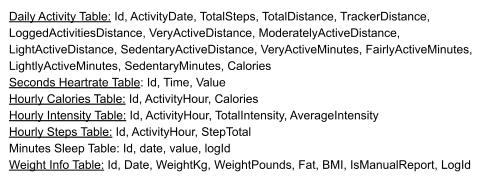 Daily Activity Table: Id, ActivityDate, TotalSteps, TotalDistance, TrackerDistance,
LoggedActivitiesDistance, VeryActiveDistance, ModeratelyActiveDistance,
LightActiveDistance, SedentaryActiveDistance, VeryActiveMinutes, FairlyActiveMinutes,
LightlyActiveMinutes, SedentaryMinutes, Calories
Seconds Heartrate Table: Id, Time, Value
Hourly Calories Table: Id, ActivityHour, Calories
Hourly Intensity Table: Id, ActivityHour, TotalIntensity, AverageIntensity
Hourly Steps Table: Id, ActivityHour, StepTotal
Minutes Sleep Table: Id, date, value, logId
Weight Info Table: Id, Date, WeightKg, WeightPounds, Fat, BMI, IsManualReport, LogId